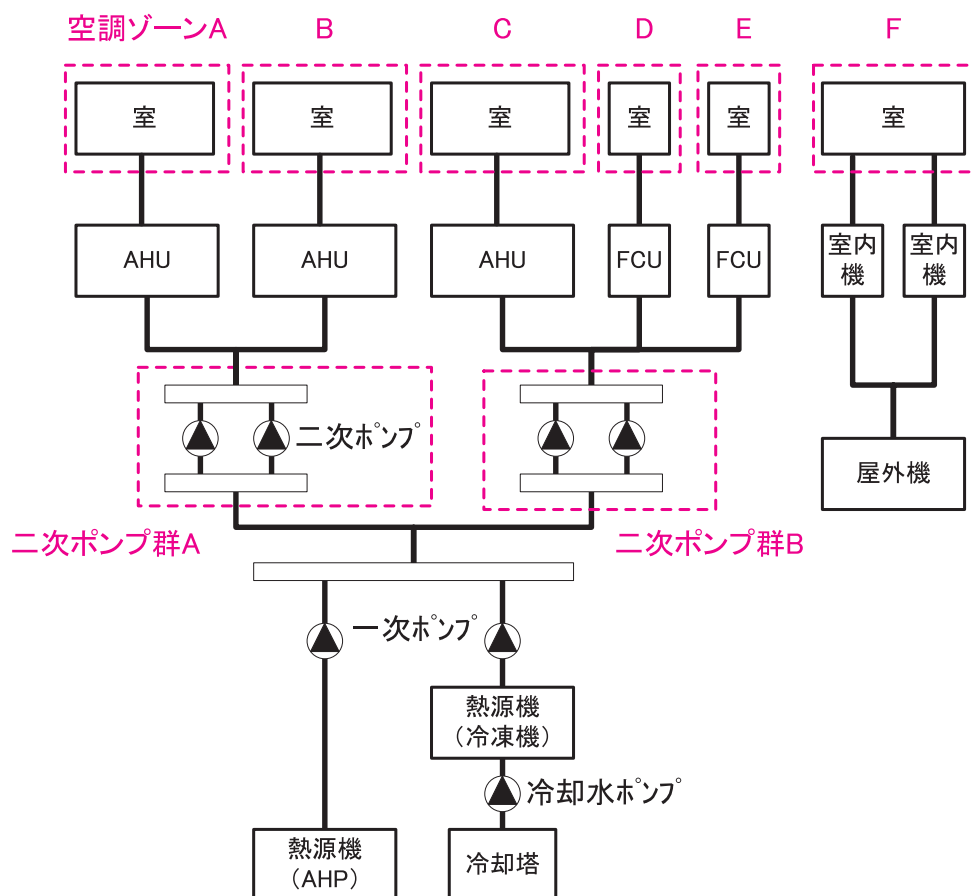 空調ゾーンA
B
C
D
E
F
室
室
室
室
室
室
AHU
AHU
AHU
FCU
FCU
室内
機
室内
機
二次ポンプ
屋外機
二次ポンプ群A
二次ポンプ群B
一次ポンプ
熱源機
(冷凍機)
冷却水ポンプ
熱源機
(AHP)
冷却塔